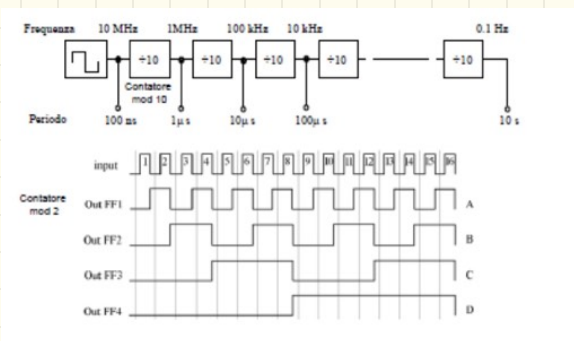 Frequenza 10 MHz 1MHz 100 kHz 10 kHz 0.1 Hz
÷10 ÷10 ÷10 ÷10 ÷10
Contatore
mod 10
Periodo 100 ns 1μs 10μs 100μs 10 s
input 1 2 3 4 5 6 7 8 9 10 11 12 13 14 15 16
Contatore
mod 2
Out FF1 A
Out FF2 B
Out FF3 C
Out FF4 D